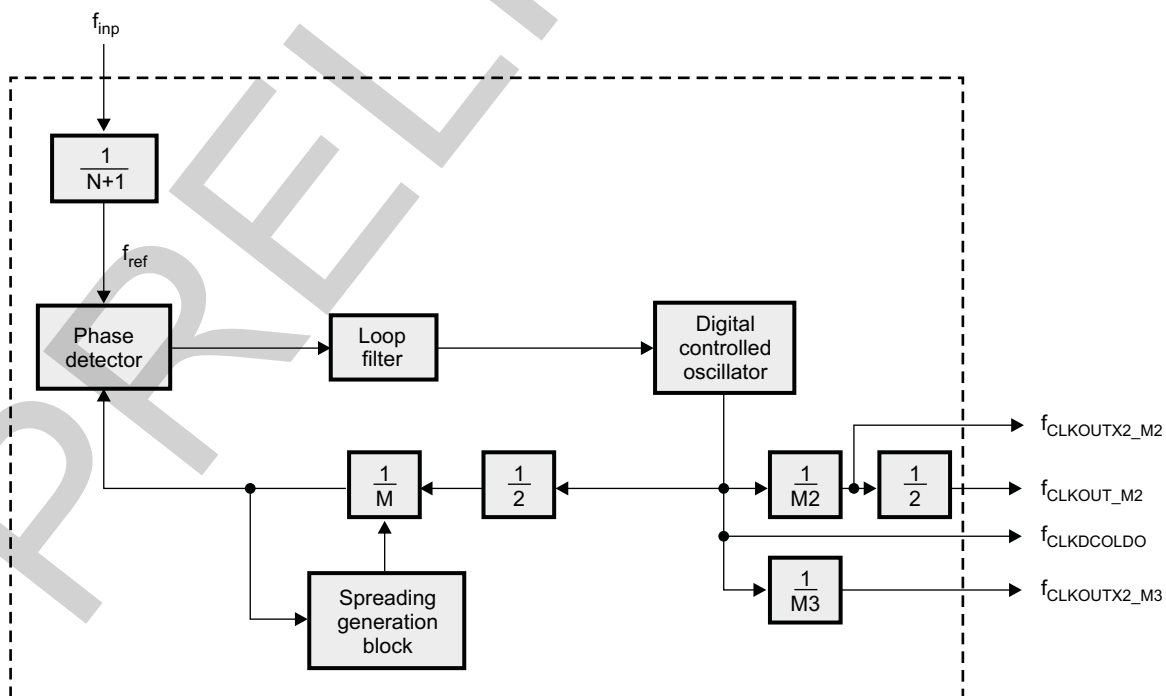 f_inp
1
N+1
f_ref
Phase
detector
Loop
filter
Digital
controlled
oscillator
f_CLKOUTX2_M2
1
M
1
2
1
M2
1
2
f_CLKOUT_M2
f_CLKDCOLDO
Spreading
generation
block
1
M3
f_CLKOUTX2_M3
PRELI